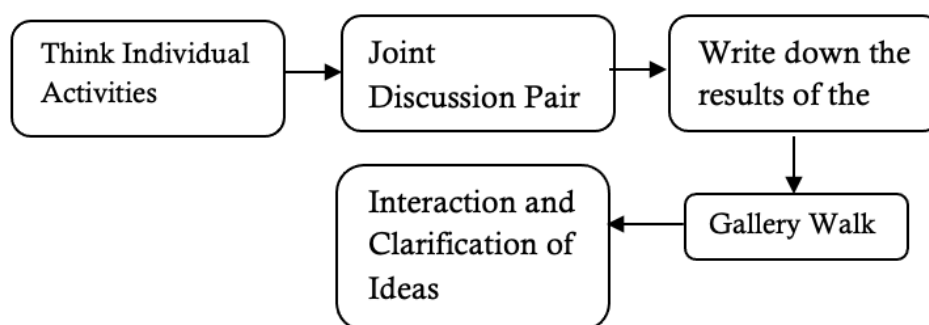 Think Individual
Activities
Joint
Discussion Pair
Write down the
results of the
Gallery Walk
Interaction and
Clarification of
Ideas